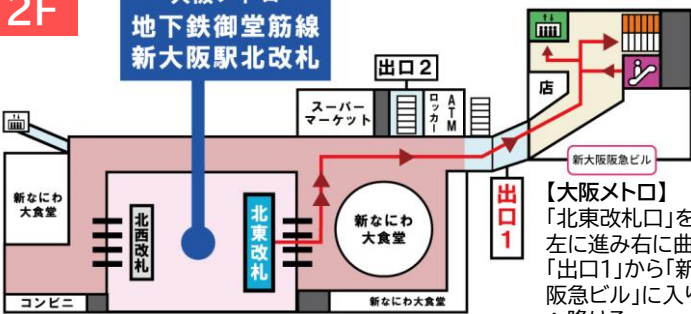 2F
地下鉄御堂筋線
新大阪駅北改札
出口2
スーパー
マーケット
ロッカー
ATM
店
新大阪阪急ビル
新なにわ
大食堂
北西改札
北東改札
新なにわ
大食堂
出口1
コンビニ
新なにわ大食堂
【大阪メトロ】
「北東改札口」を
左に進み右に曲
「出口1」から「新
阪急ビル」に入り